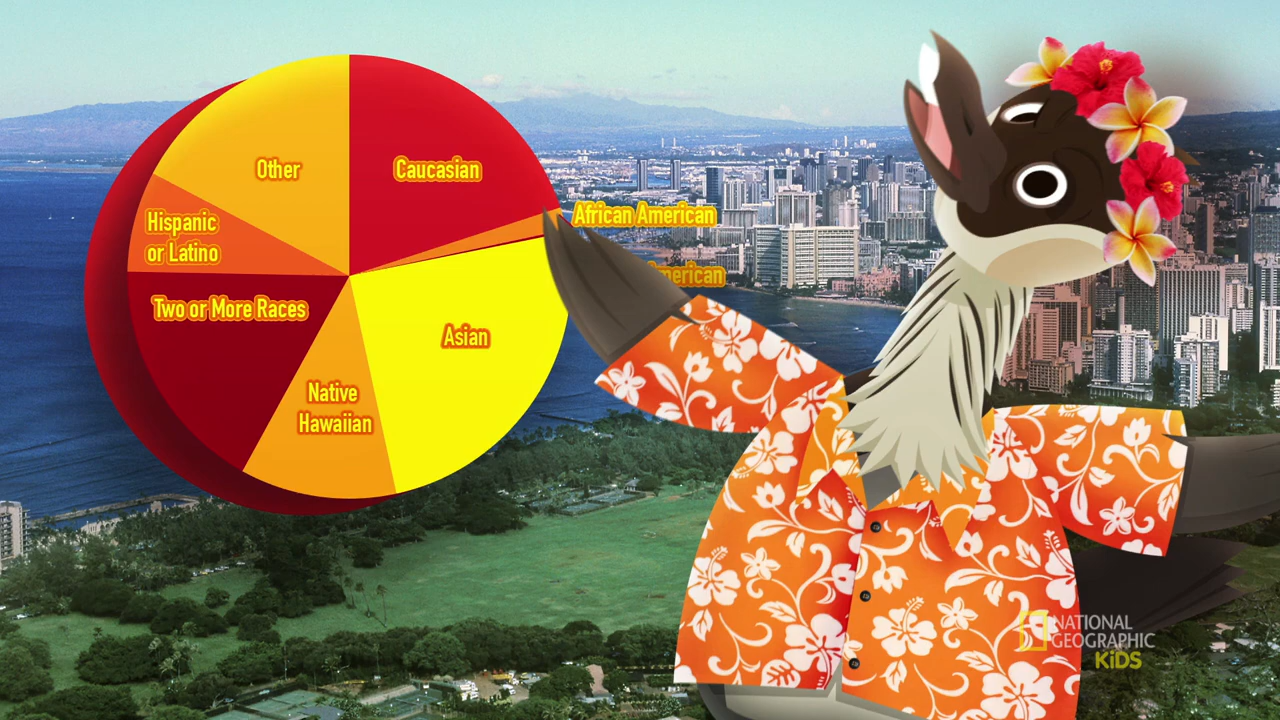 Other
Caucasian
Hispanic
or Latino
African American
Two or More Races
Asian
Native
Hawaiian
NATIONAL
GEOGRAPHIC
KiDS